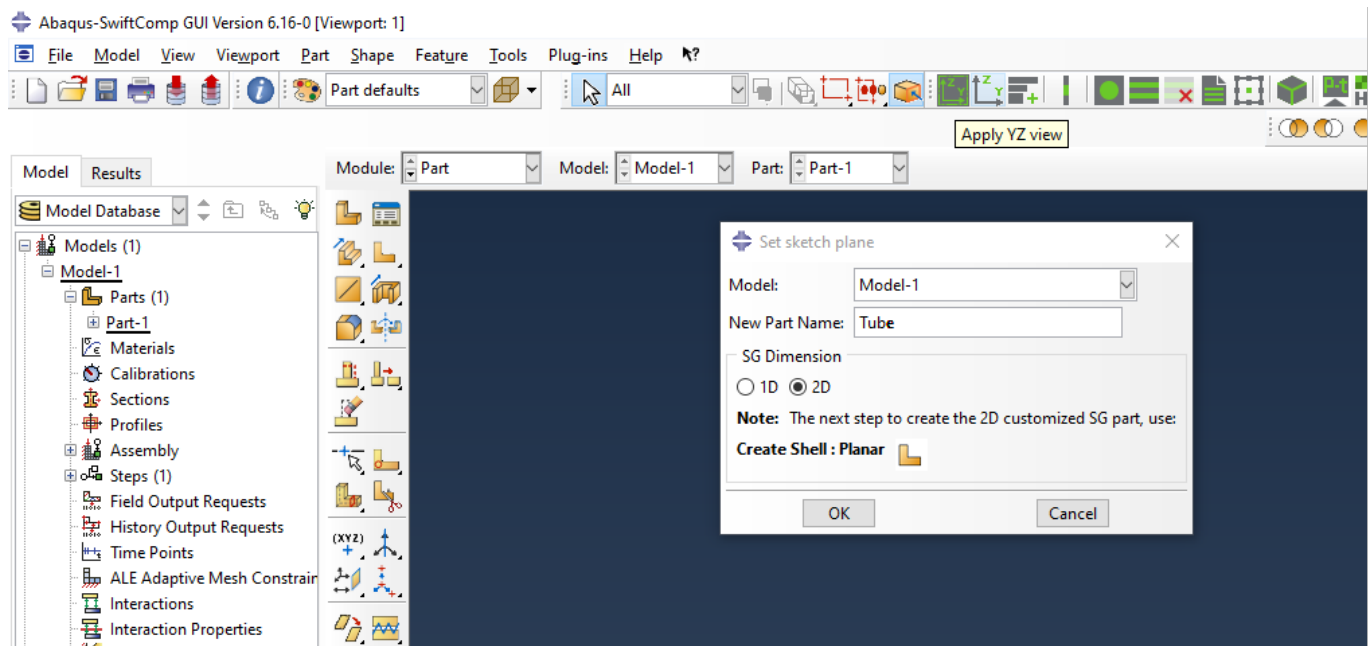 Abaqus-SwiftComp GUI Version 6.16-0 [Viewport: 1]
File Model View Viewport Part Shape Feature Tools Plug-ins Help
Part defaults All
Apply YZ view
Model Results
Module: Part Model: Model-1 Part: Part-1
Model Database
Models (1)
Model-1
Parts (1)
Part-1
Materials
Calibrations
Sections
Profiles
Assembly
Steps (1)
Field Output Requests
History Output Requests
Time Points
ALE Adaptive Mesh Constrain
Interactions
Interaction Properties
(XYZ)
Set sketch plane
Model: Model-1
New Part Name: Tube
SG Dimension
1D 2D
Note: The next step to create the 2D customized SG part, use:
Create Shell : Planar
OK Cancel